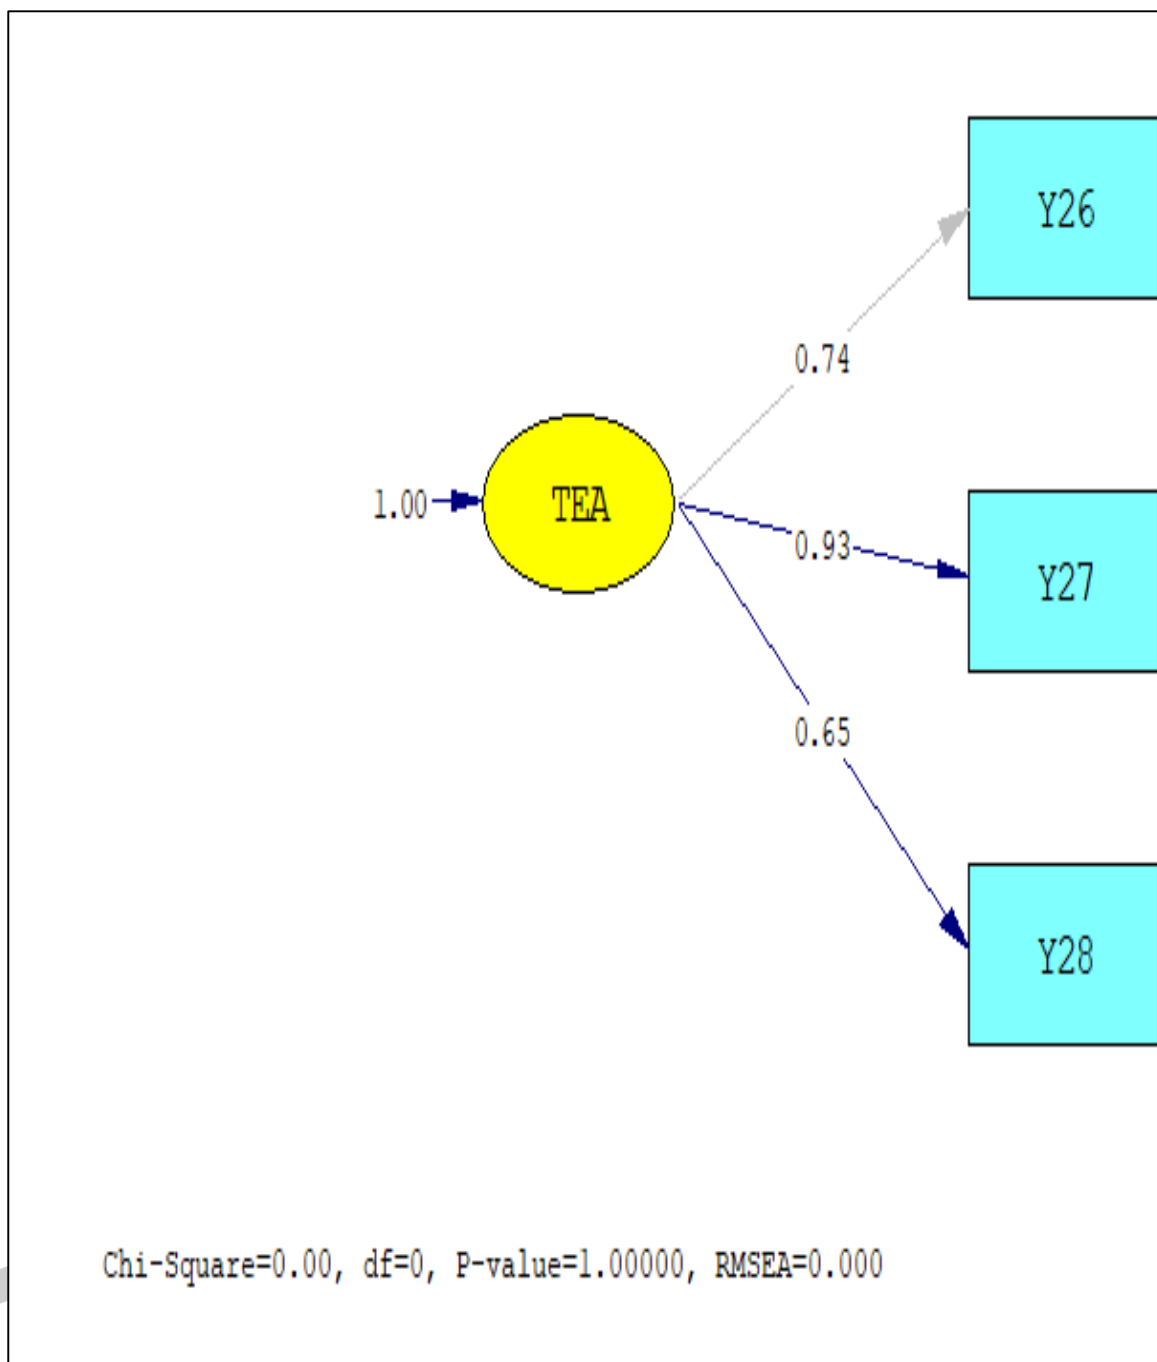 Y26
0.74
1.00
TEA
0.93
Y27
0.65
Y28
Chi-Square=0.00, df=0, P-value=1.00000, RMSEA=0.000